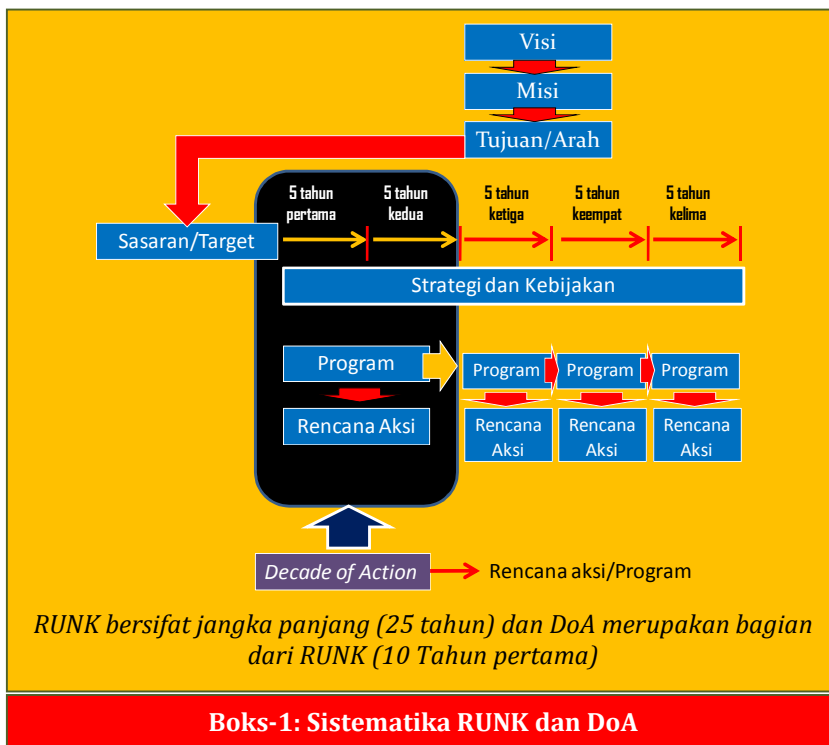 Visi
Misi
Tujuan/Arah
5 tahun
pertama
5 tahun
kedua
5 tahun
ketiga
5 tahun
keempat
5 tahun
kelima
Sasaran/Target
Strategi dan Kebijakan
Program
Program
Program
Program
Rencana Aksi
Rencana
Aksi
Rencana
Aksi
Rencana
Aksi
Decade of Action
Rencana aksi/Program
RUNK bersifat jangka panjang (25 tahun) dan DoA merupakan bagian
dari RUNK (10 Tahun pertama)
Boks-1: Sistematika RUNK dan DoA